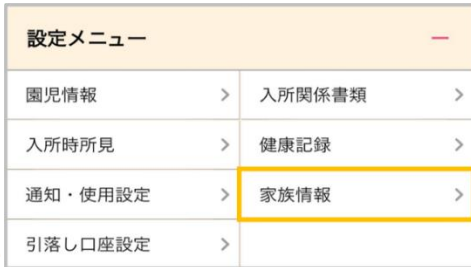 設定メニュー
園児情報 入所関係書類
入所時所見 健康記録
通知・使用設定 家族情報
引落し口座設定